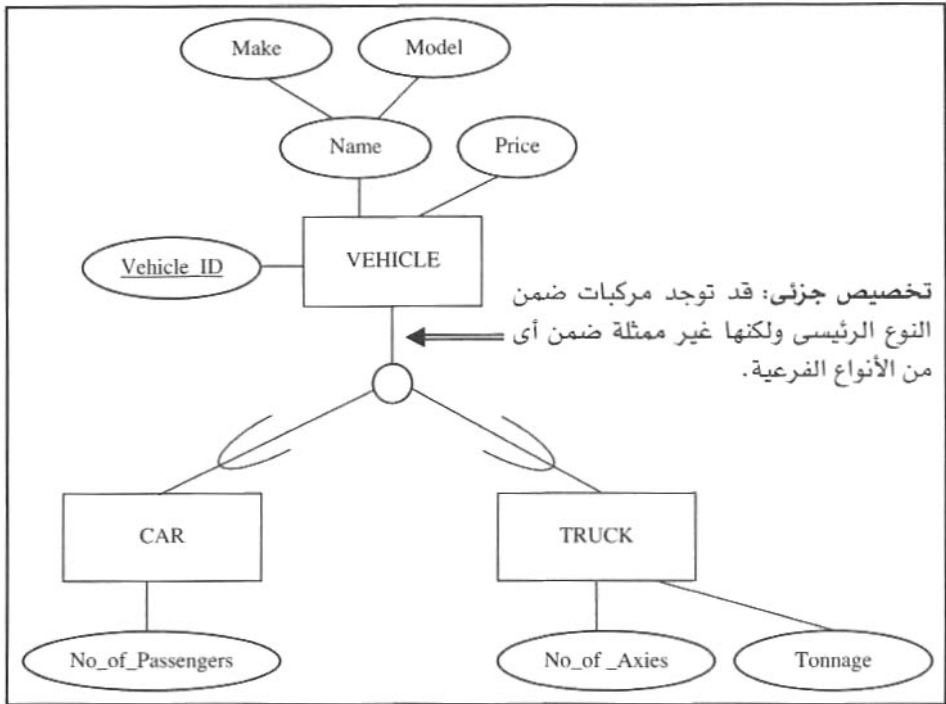 Make
Model
Name
Price
Vehicle_ID
VEHICLE
تخصيص جزئى: قد توجد مركبات ضمن
النوع الرئيسى ولكنها غير ممثلة ضمن أى
من الأنواع الفرعية.
CAR
TRUCK
No_of_Passengers
No_of _Axies
Tonnage